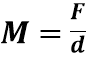 M = F/d